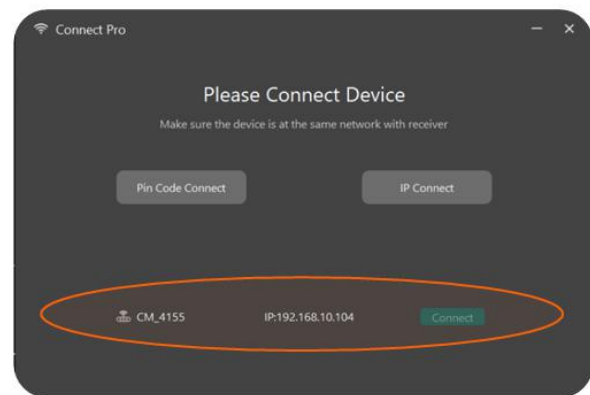 Connect Pro
Please Connect Device
Make sure the device is at the same network with receiver
Pin Code Connect
IP Connect
CM_4155 IP:192.168.10.104 Connect